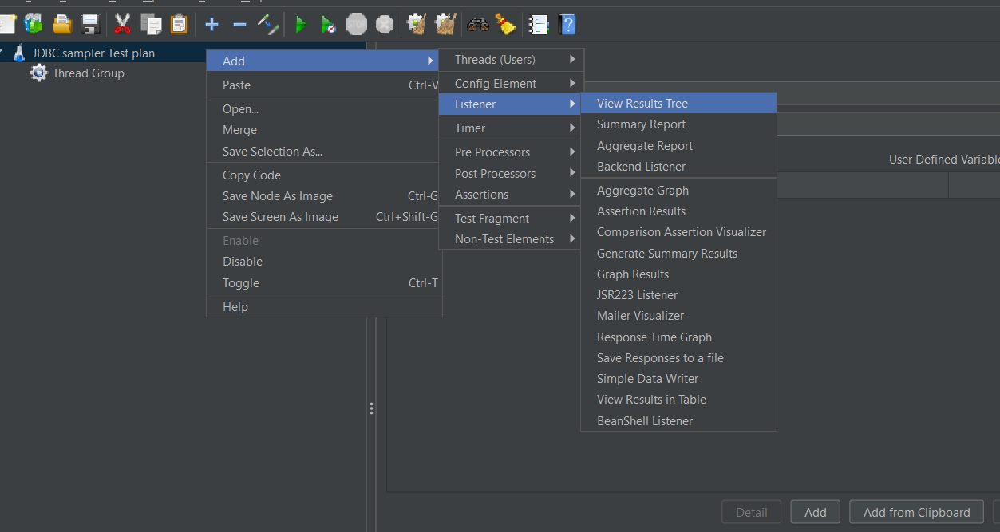 STOP
JDBC sampler Test plan
Thread Group
Add
Paste Ctrl-V
Open...
Merge
Save Selection As...
Copy Code
Save Node As Image Ctrl-G
Save Screen As Image Ctrl+Shift-G
Enable
Disable
Toggle Ctrl-T
Help
Threads (Users)
Config Element
Listener
Timer
Pre Processors
Post Processors
Assertions
Test Fragment
Non-Test Elements
View Results Tree
Summary Report
Aggregate Report
Backend Listener
Aggregate Graph
Assertion Results
Comparison Assertion Visualizer
Generate Summary Results
Graph Results
JSR223 Listener
Mailer Visualizer
Response Time Graph
Save Responses to a file
Simple Data Writer
View Results in Table
BeanShell Listener
User Defined Variable
Detail
Add
Add from Clipboard